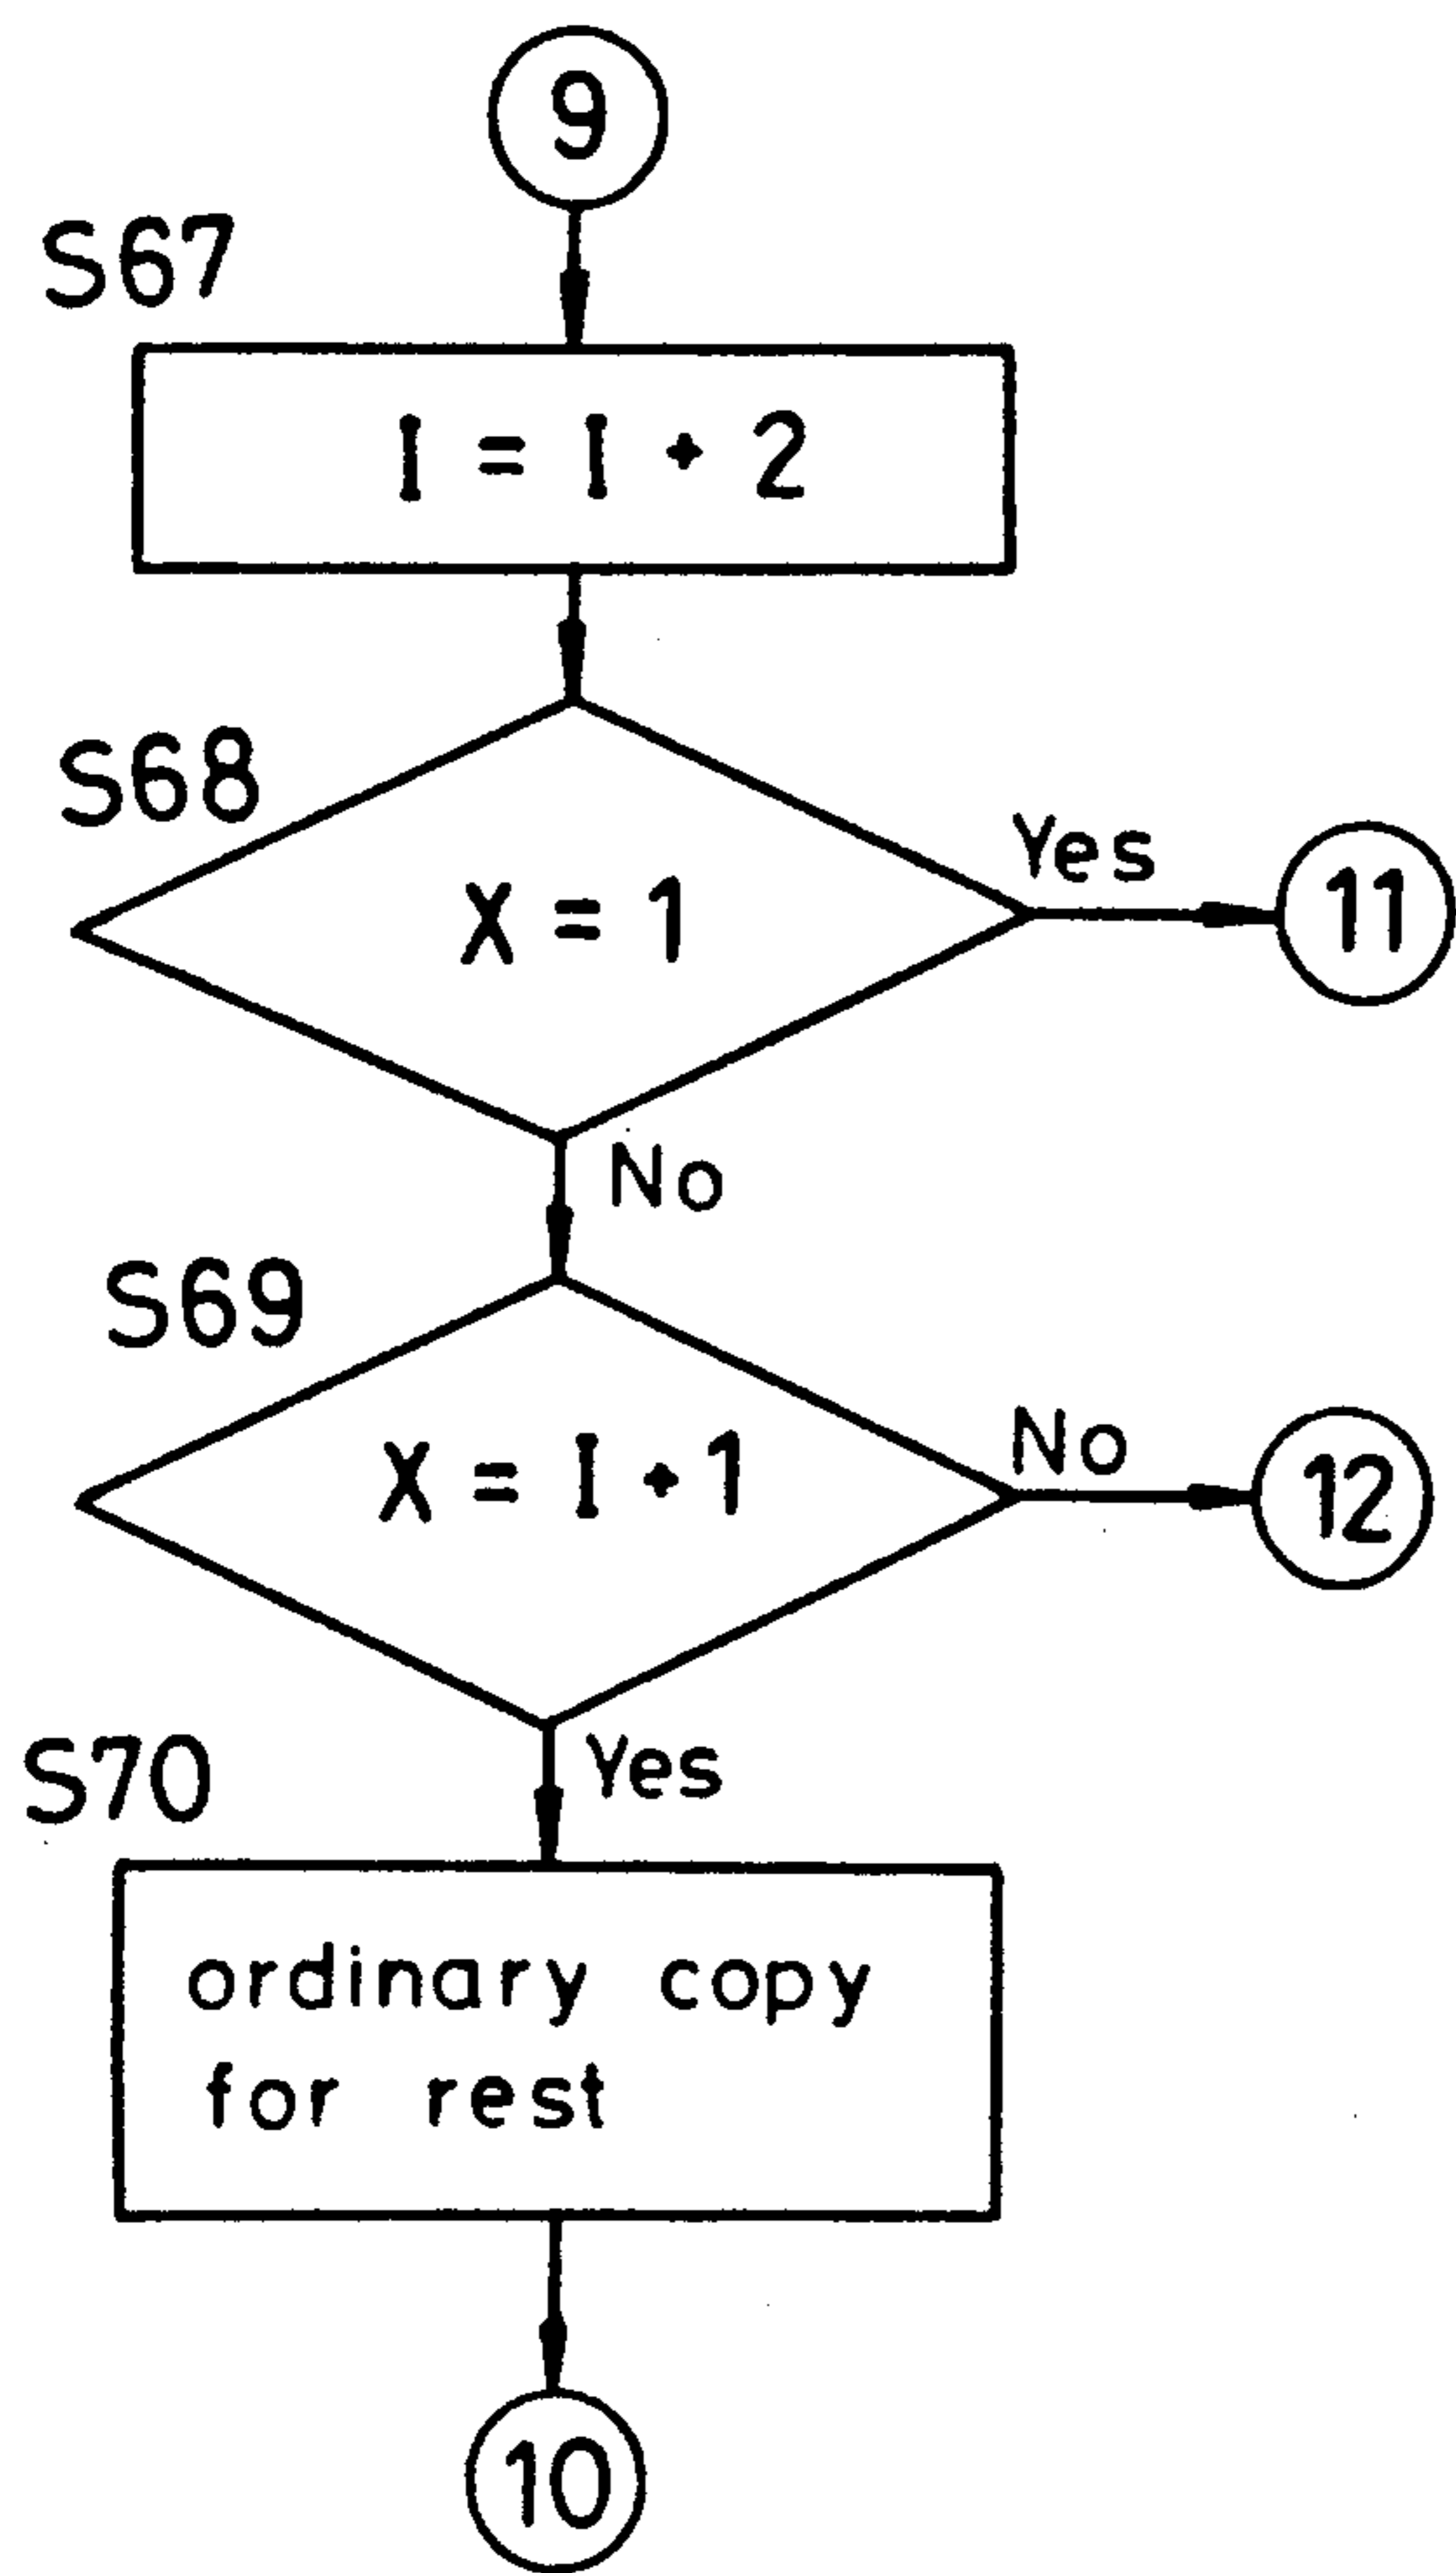 9
S67
I = I + 2
S68
X = 1
Yes
11
No
S69
X = I + 1
No
12
Yes
S70
ordinary copy
for rest
10